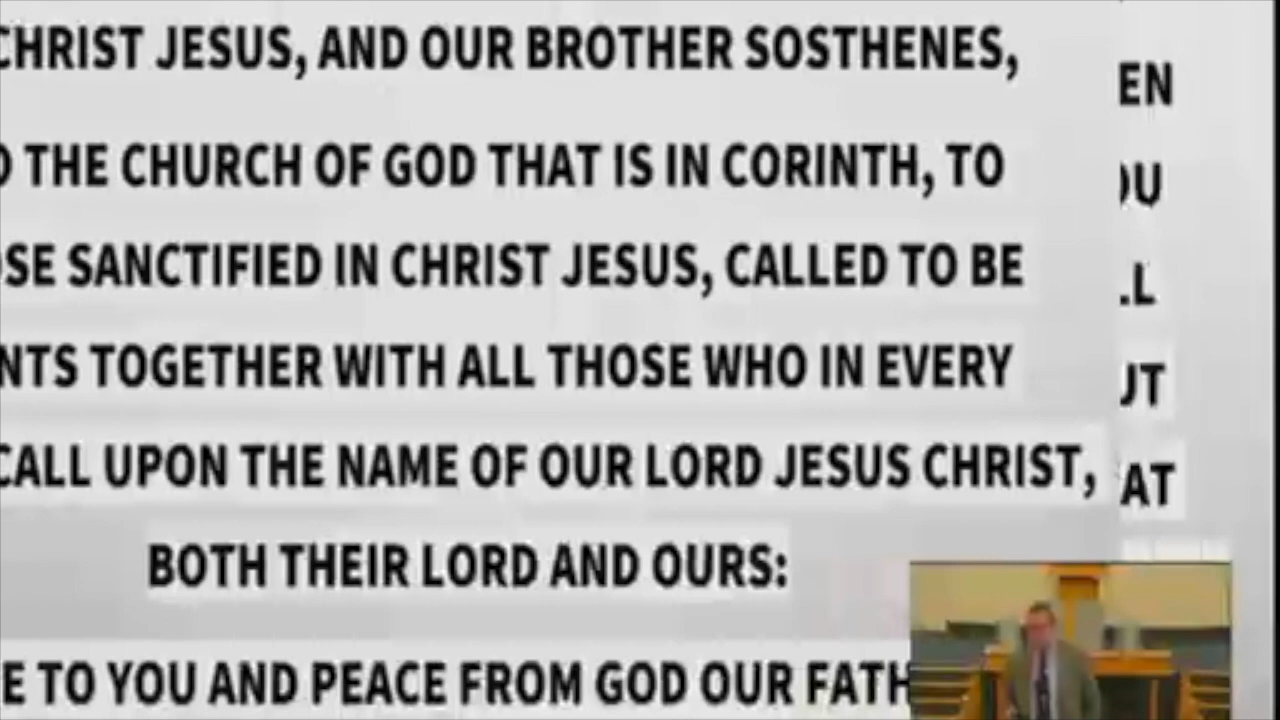 CHRIST JESUS, AND OUR BROTHER SOSTHENES,
THE CHURCH OF GOD THAT IS IN CORINTH, TO
SANCTIFIED IN CHRIST JESUS, CALLED TO BE
TOGETHER WITH ALL THOSE WHO IN EVERY
CALL UPON THE NAME OF OUR LORD JESUS CHRIST,
BOTH THEIR LORD AND OURS:
TO YOU AND PEACE FROM GOD OUR